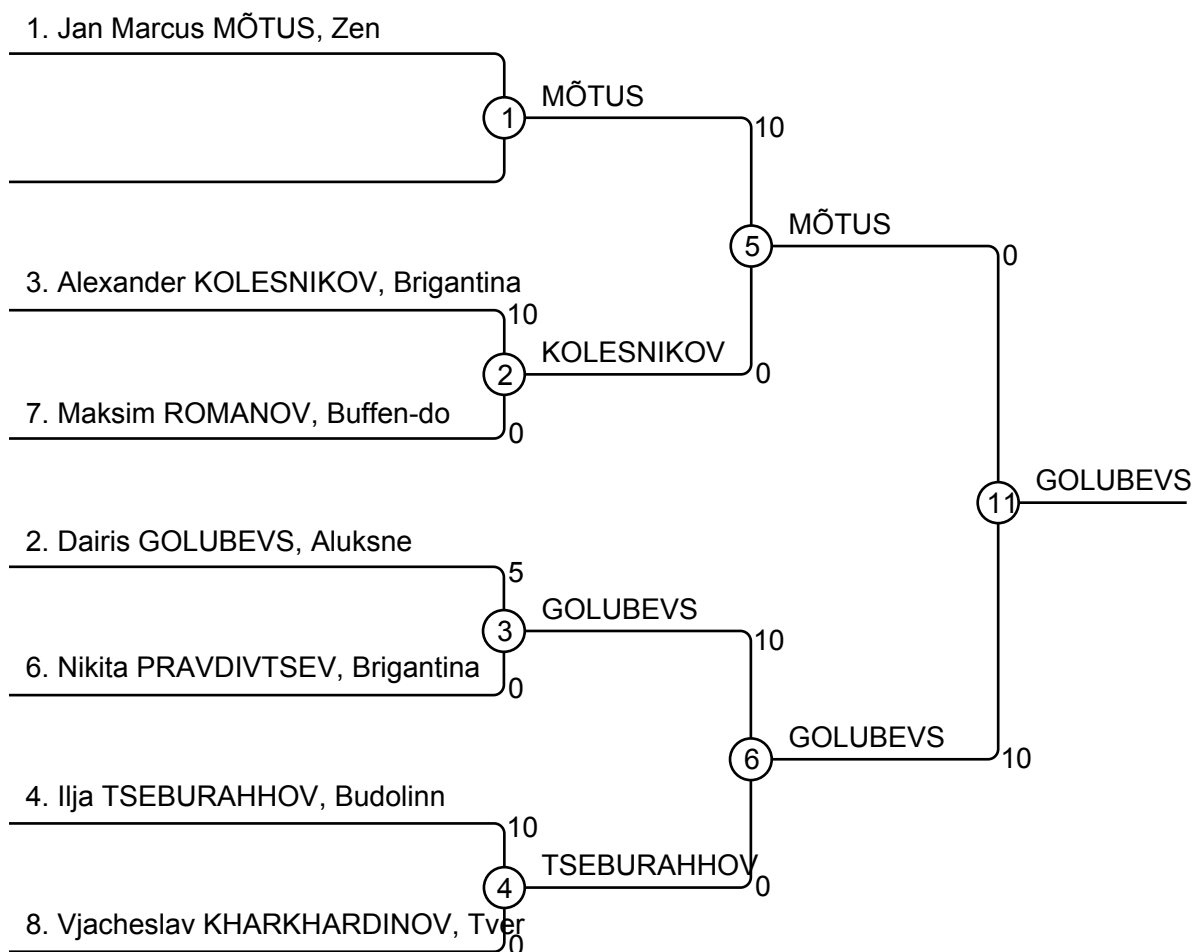 1. Jan Marcus MÕTUS, Zen
MÕTUS
1
10
MÕTUS
5
0
3. Alexander KOLESNIKOV, Brigantina
10
KOLESNIKOV
2
0
7. Maksim ROMANOV, Buffen-do
0
GOLUBEVS
11
2. Dairis GOLUBEVS, Aluksne
5
GOLUBEVS
3
10
6. Nikita PRAVDIVTSEV, Brigantina
0
GOLUBEVS
6
10
4. Ilja TSEBURAHHOV, Budolinn
10
TSEBURAHHOV
4
0
8. Vjacheslav KHARKHARDINOV, Tver
0